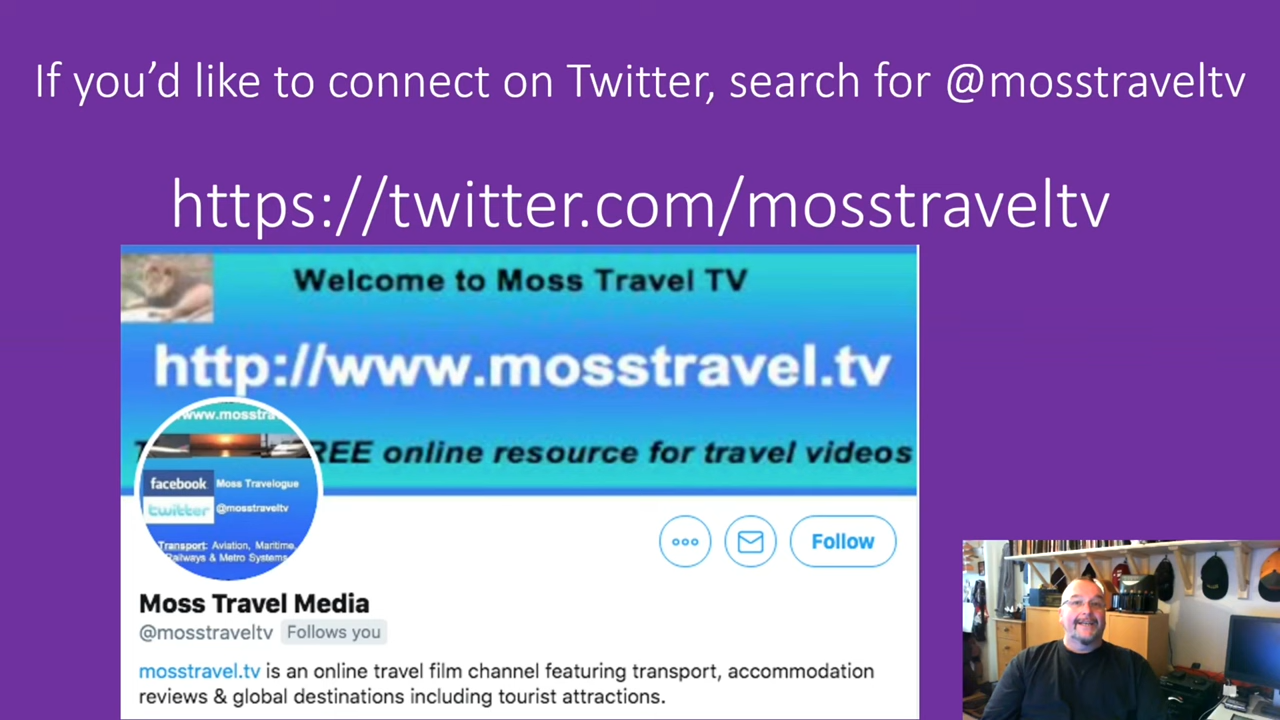 If you’d like to connect on Twitter, search for @mosstraveltv
https://twitter.com/mosstraveltv
Welcome to Moss Travel TV
http://www.mosstravel.tv
REE online resource for travel videos
www.mosstra
facebook Moss Travelogue
twitter @mosstraveltv
Transport: Aviation, Maritime,
Railways & Metro Systems
Follow
Moss Travel Media
@mosstraveltv Follows you
mosstravel.tv is an online travel film channel featuring transport, accommodation
reviews & global destinations including tourist attractions.